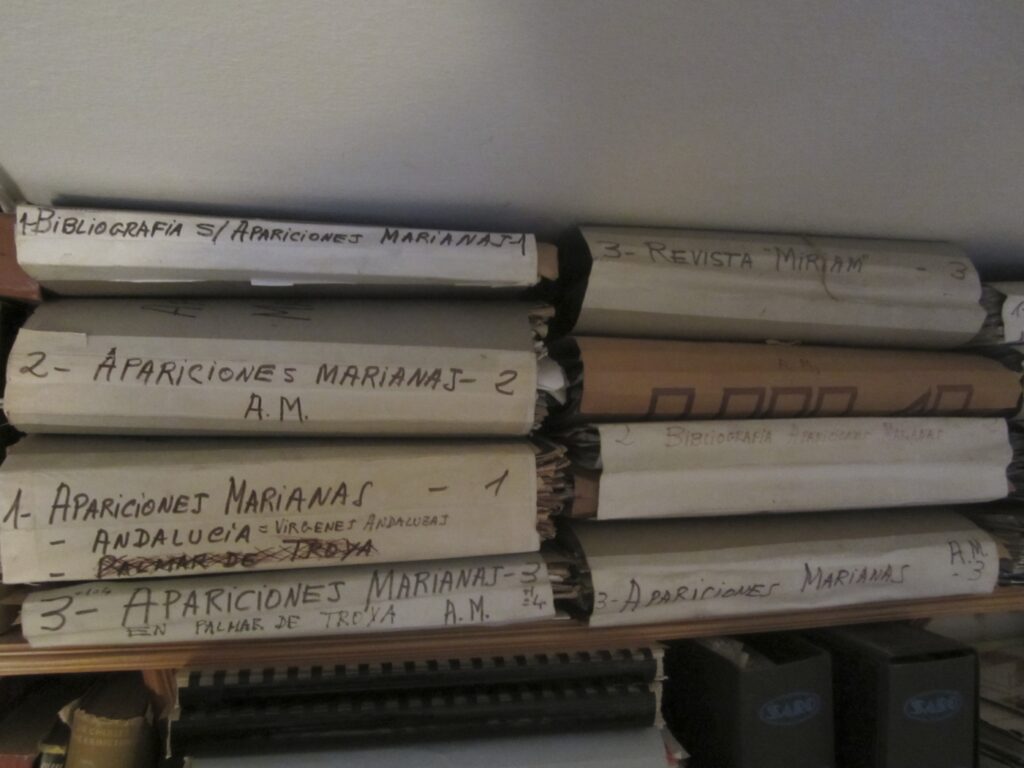 1-BIBLIOGRAFIA S/ APARICIONES MARIANAS-1
2- APARICIONES MARIANAS- 2
A.M.
1- APARICIONES MARIANAS - 1
- ANDALUCIA = VIRGENES ANDALUZAS
- PALMAR DE TROYA
3- APARICIONES MARIANAS-3
EN PALMAR DE TROYA A.M.
3- REVISTA "MIRIAM" - 3
2 BIBLIOGRAFIA APARICIONES MARIANAS
3-APARICIONES MARIANAS A.M.
-3
SARO
SARO